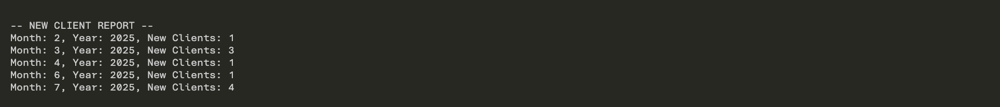 -- NEW CLIENT REPORT --
Month: 2, Year: 2025, New Clients: 1
Month: 3, Year: 2025, New Clients: 3
Month: 4, Year: 2025, New Clients: 1
Month: 6, Year: 2025, New Clients: 1
Month: 7, Year: 2025, New Clients: 4